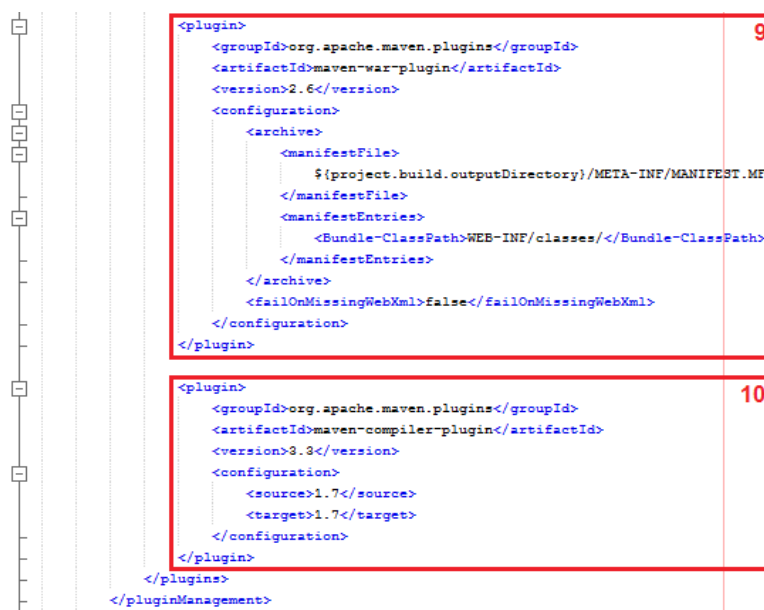 <plugin>
9
<groupId>org.apache.maven.plugins</groupId>
<artifactId>maven-war-plugin</artifactId>
<version>2.6</version>
<configuration>
<archive>
<manifestFile>
${project.build.outputDirectory}/META-INF/MANIFEST.MF
</manifestFile>
<manifestEntries>
<Bundle-ClassPath>WEB-INF/classes/</Bundle-ClassPath>
</manifestEntries>
</archive>
<failOnMissingWebXml>false</failOnMissingWebXml>
</configuration>
</plugin>
<plugin>
10
<groupId>org.apache.maven.plugins</groupId>
<artifactId>maven-compiler-plugin</artifactId>
<version>3.3</version>
<configuration>
<source>1.7</source>
<target>1.7</target>
</configuration>
</plugin>
</plugins>
</pluginManagement>